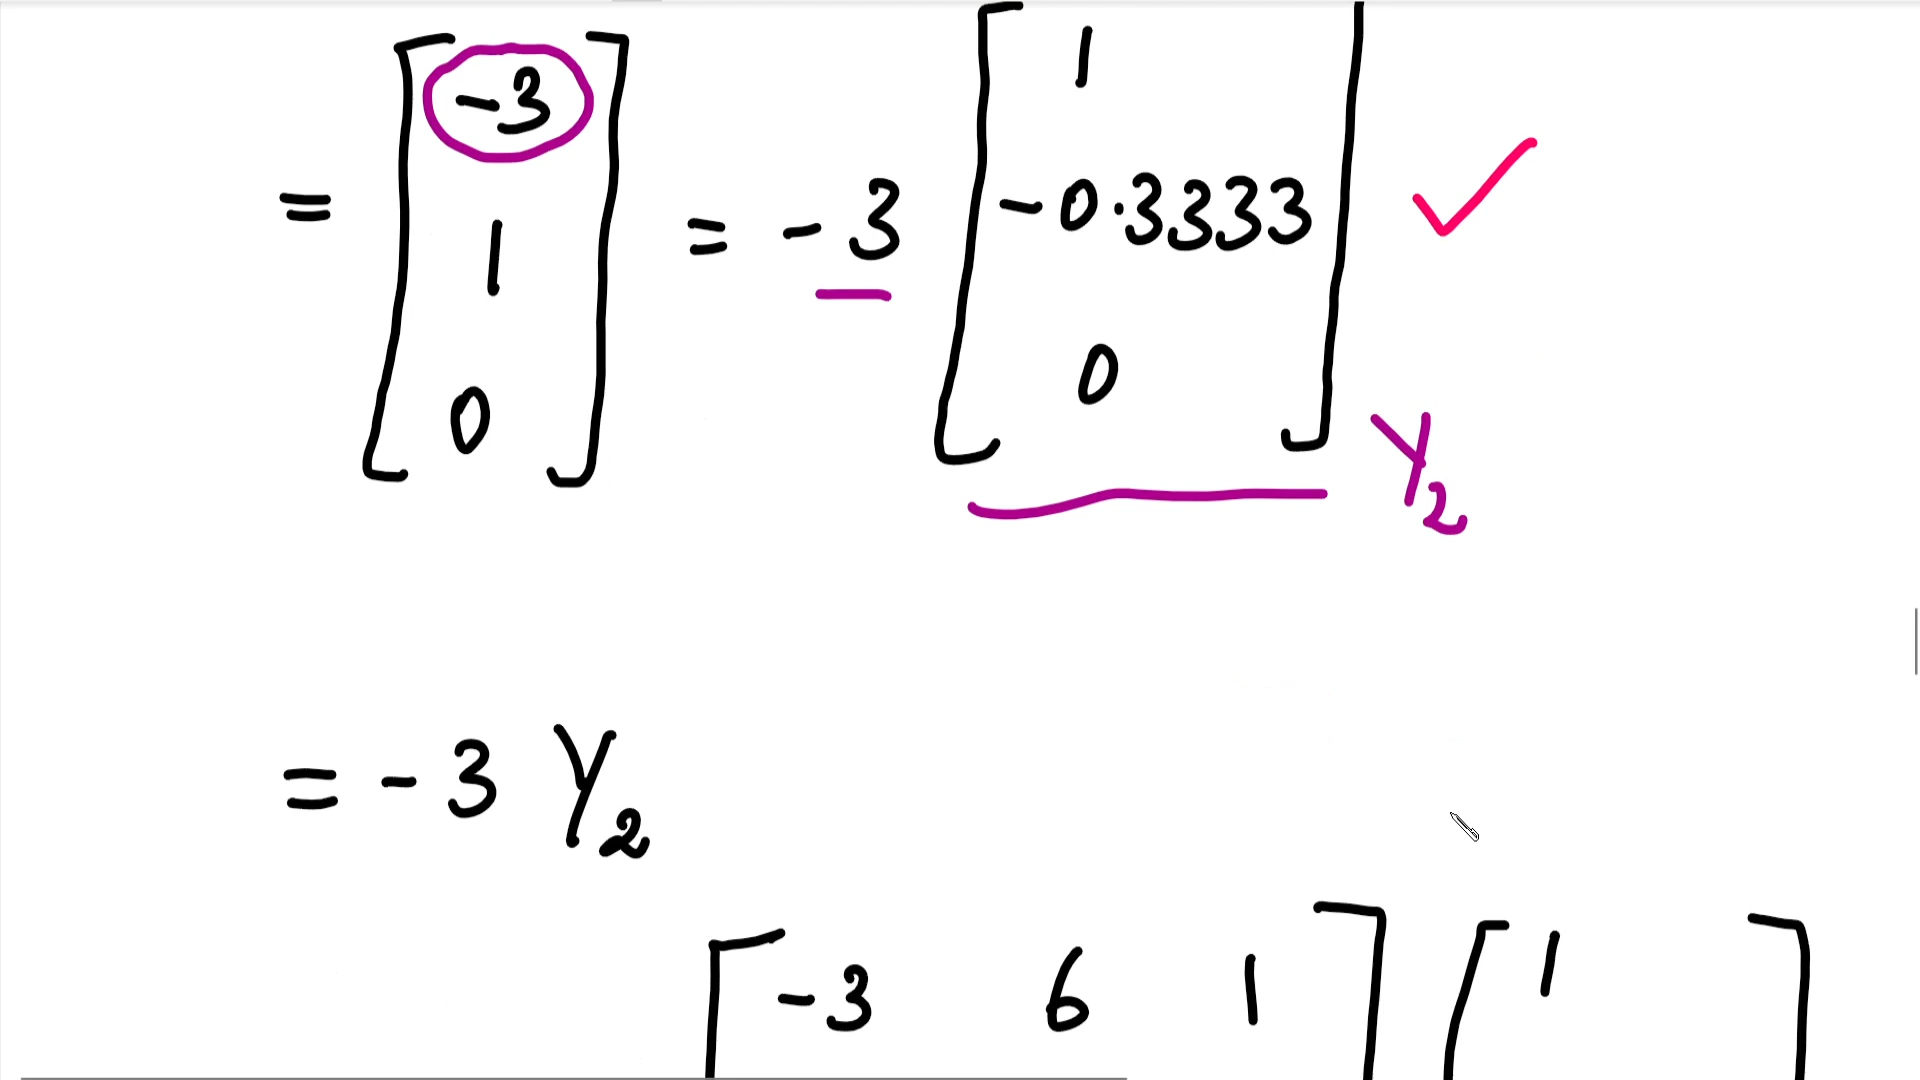 = [ -3 ] = -3 [ 1 ]
[ 1 ] [ -0.3333 ]
[ 0 ] [ 0 ] Y2
= -3 Y2
[ -3 6 1 ] [ 1 ]